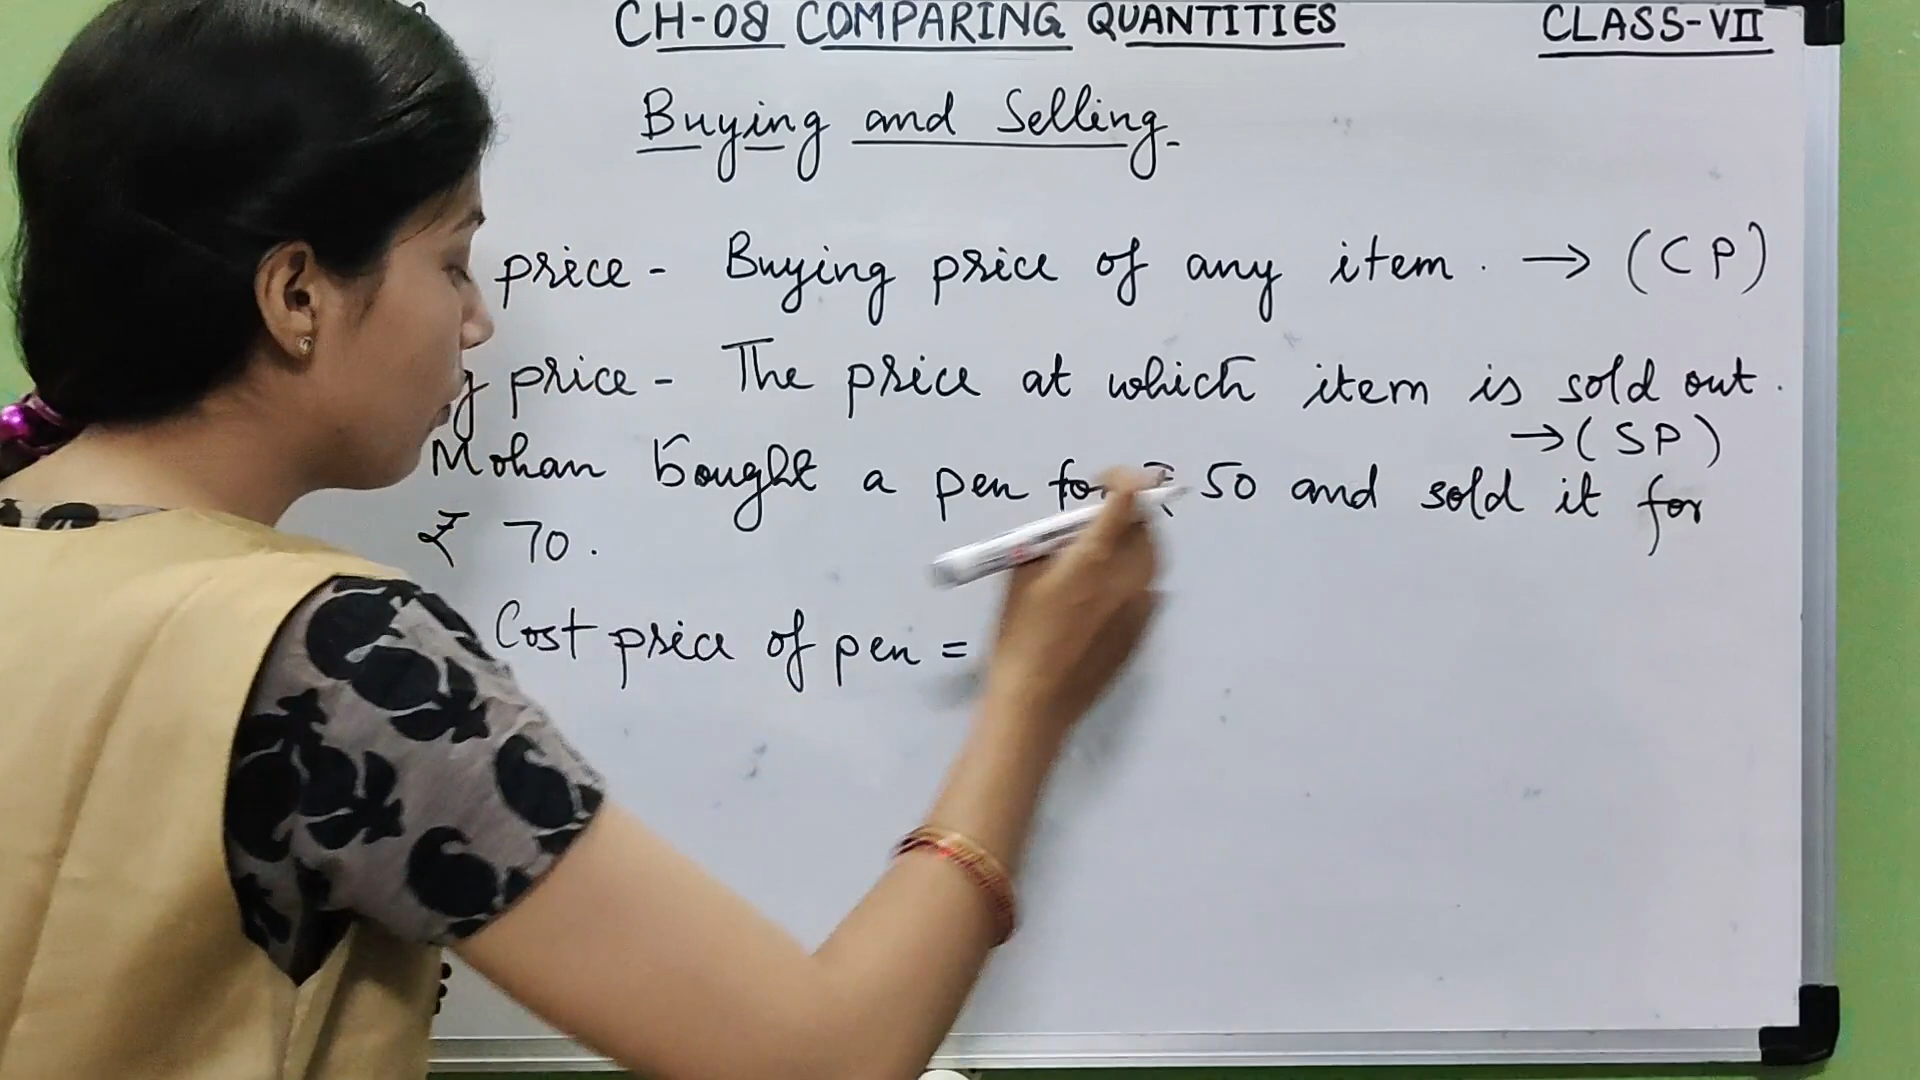 CH-08 COMPARING QUANTITIES CLASS-VII
Buying and Selling.
price - Buying price of any item. → (CP)
price - The price at which item is sold out.
→ (SP)
Mohan bought a pen for ₹ 50 and sold it for
₹ 70.
Cost price of pen =